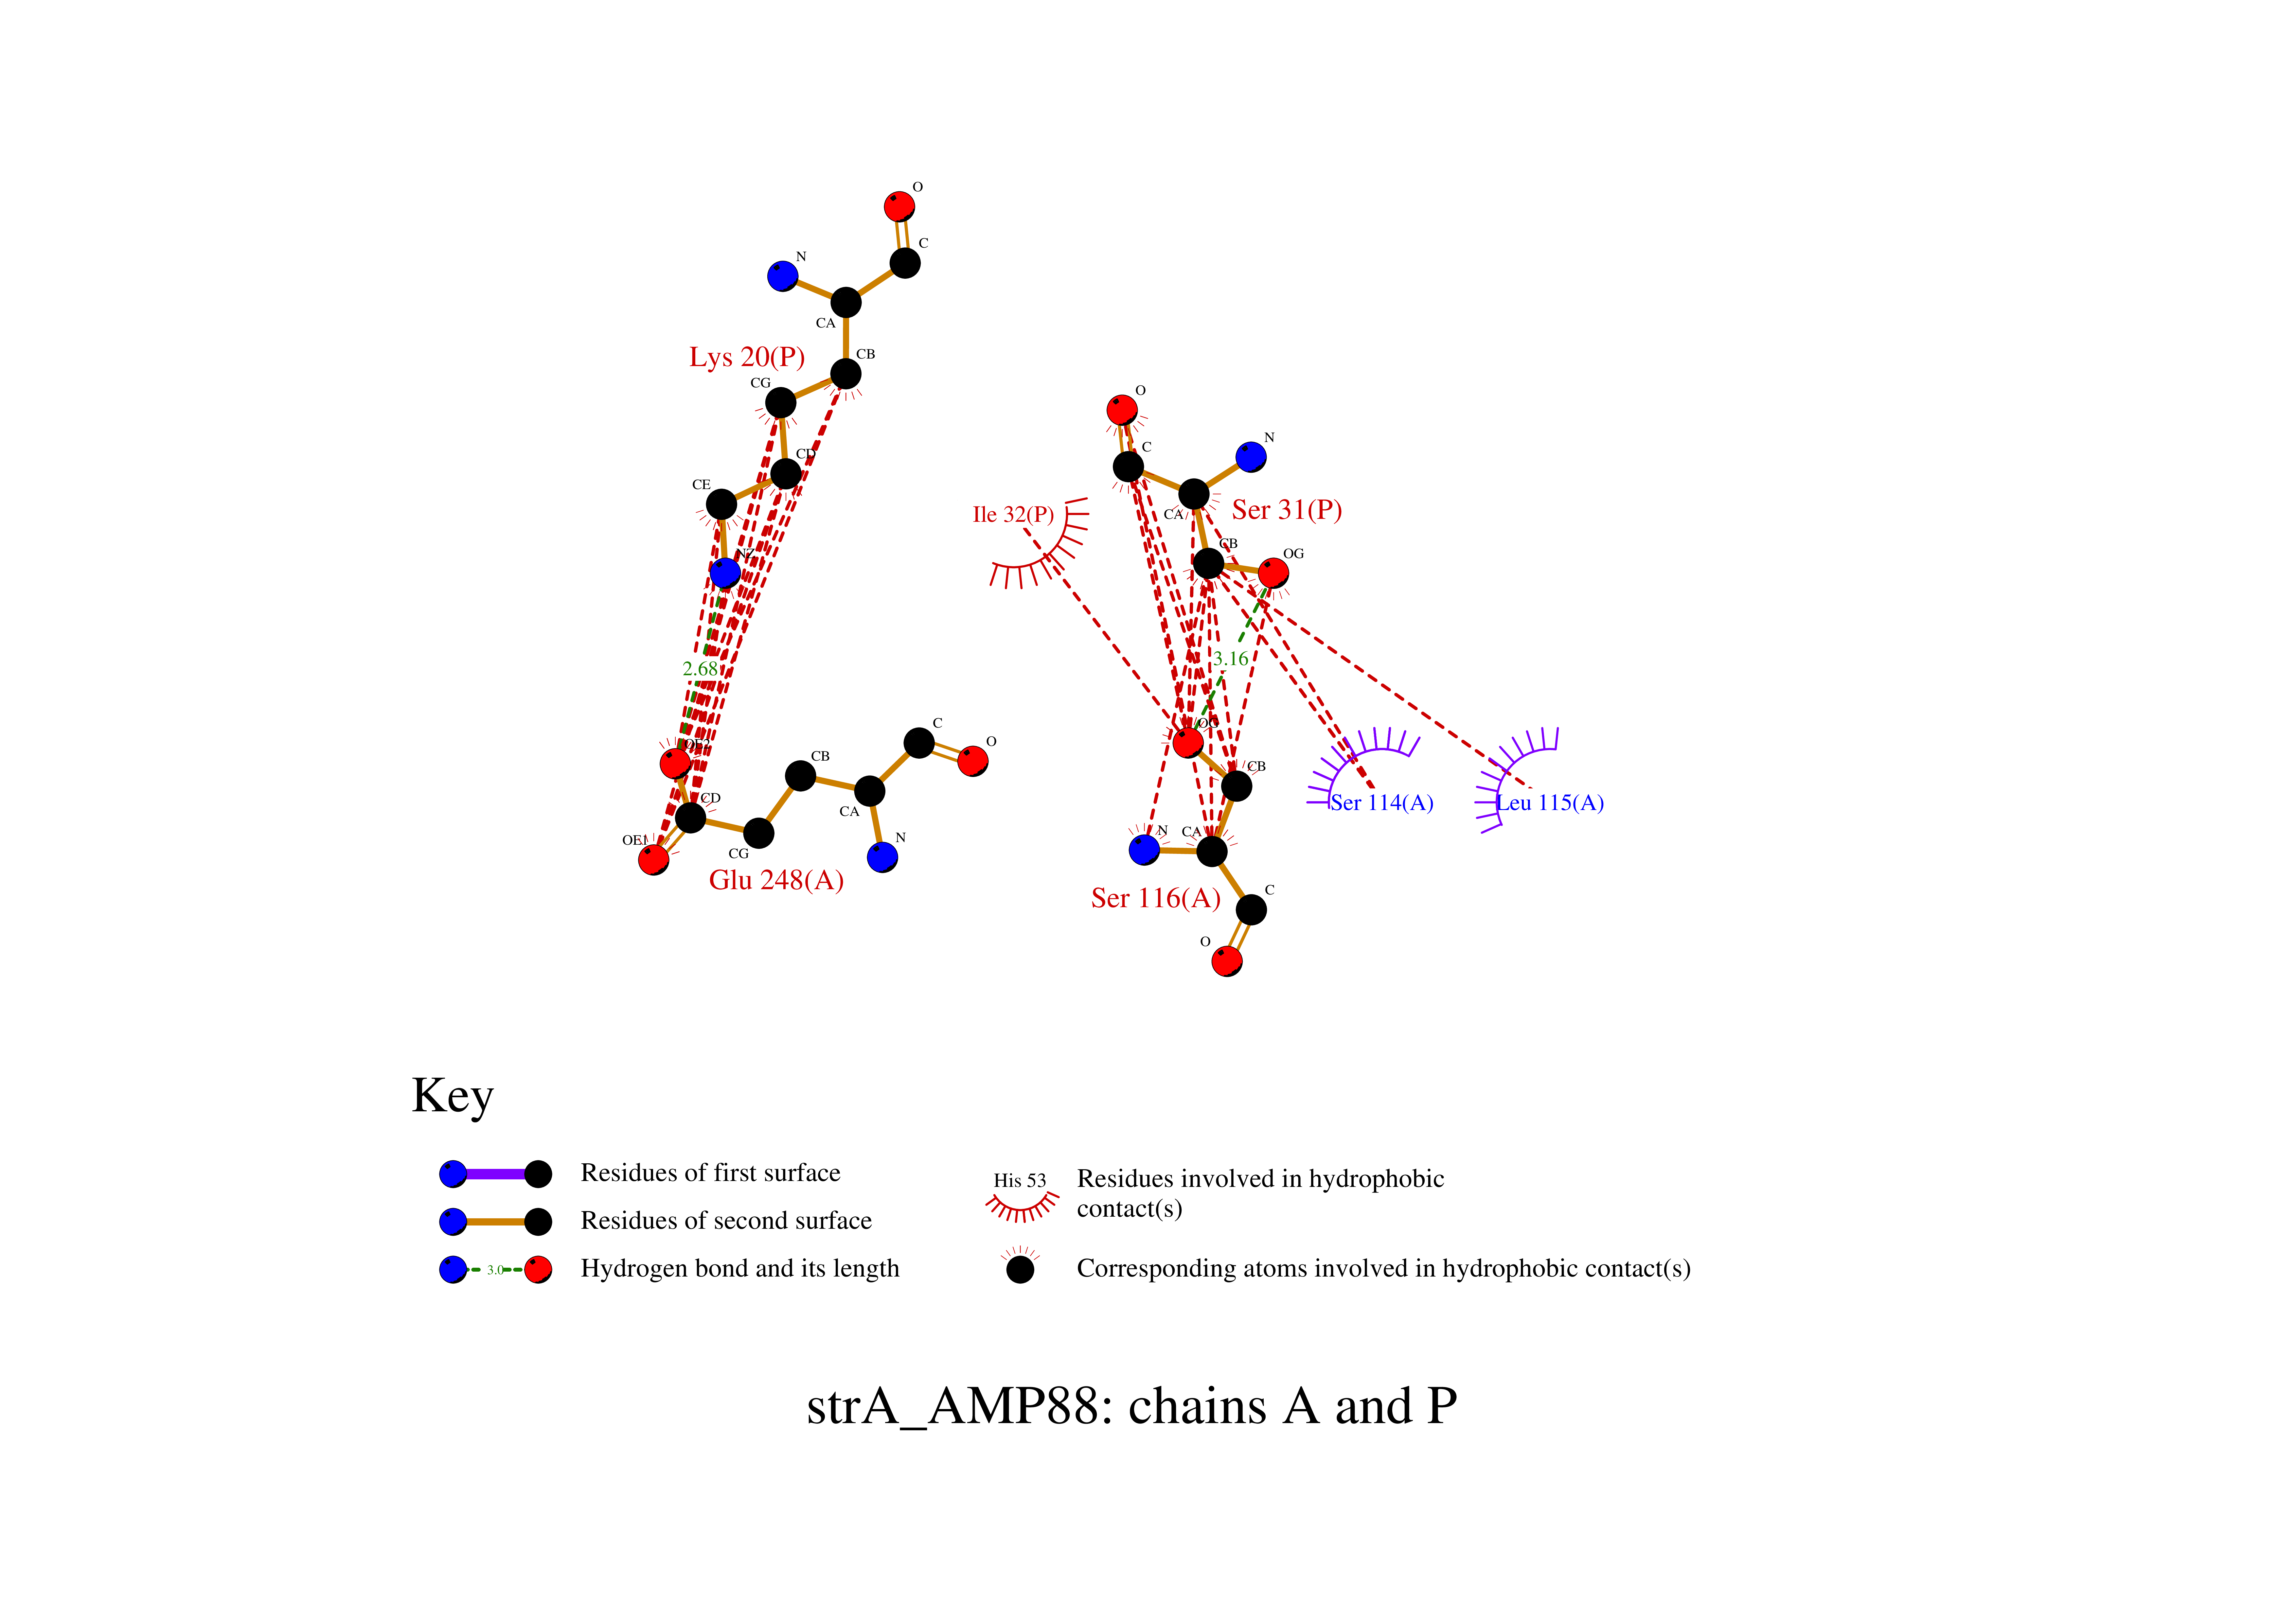 O
C
N
CA
CB
Lys 20(P)
CG
CD
CE
NZ
2.68
OE2
CD
OE1
CG
CB
CA
C
O
N
Glu 248(A)
O
C
N
CA
Ser 31(P)
CB
OG
Ile 32(P)
3.16
OG
CB
N
CA
Ser 116(A)
C
O
Ser 114(A)
Leu 115(A)
Key
Residues of first surface
Residues of second surface
3.0
Hydrogen bond and its length
His 53
Residues involved in hydrophobic
contact(s)
Corresponding atoms involved in hydrophobic contact(s)
strA_AMP88: chains A and P